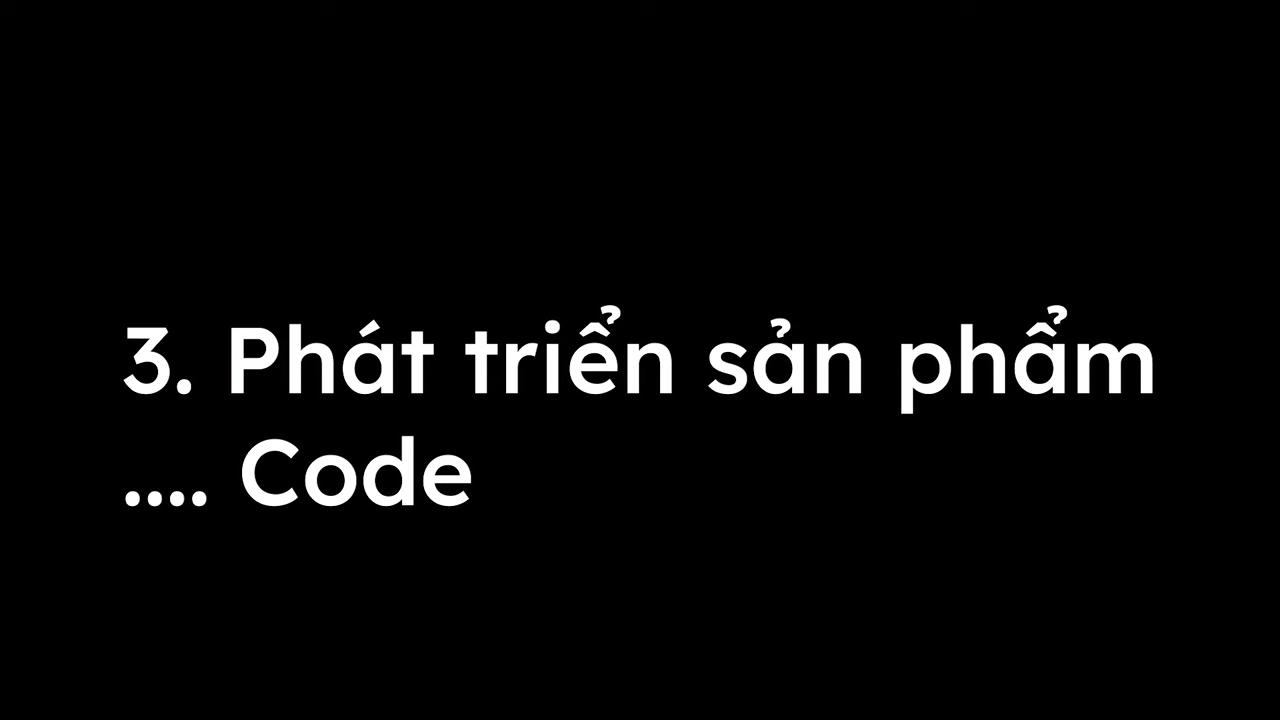 3. Phát triển sản phẩm
.... Code